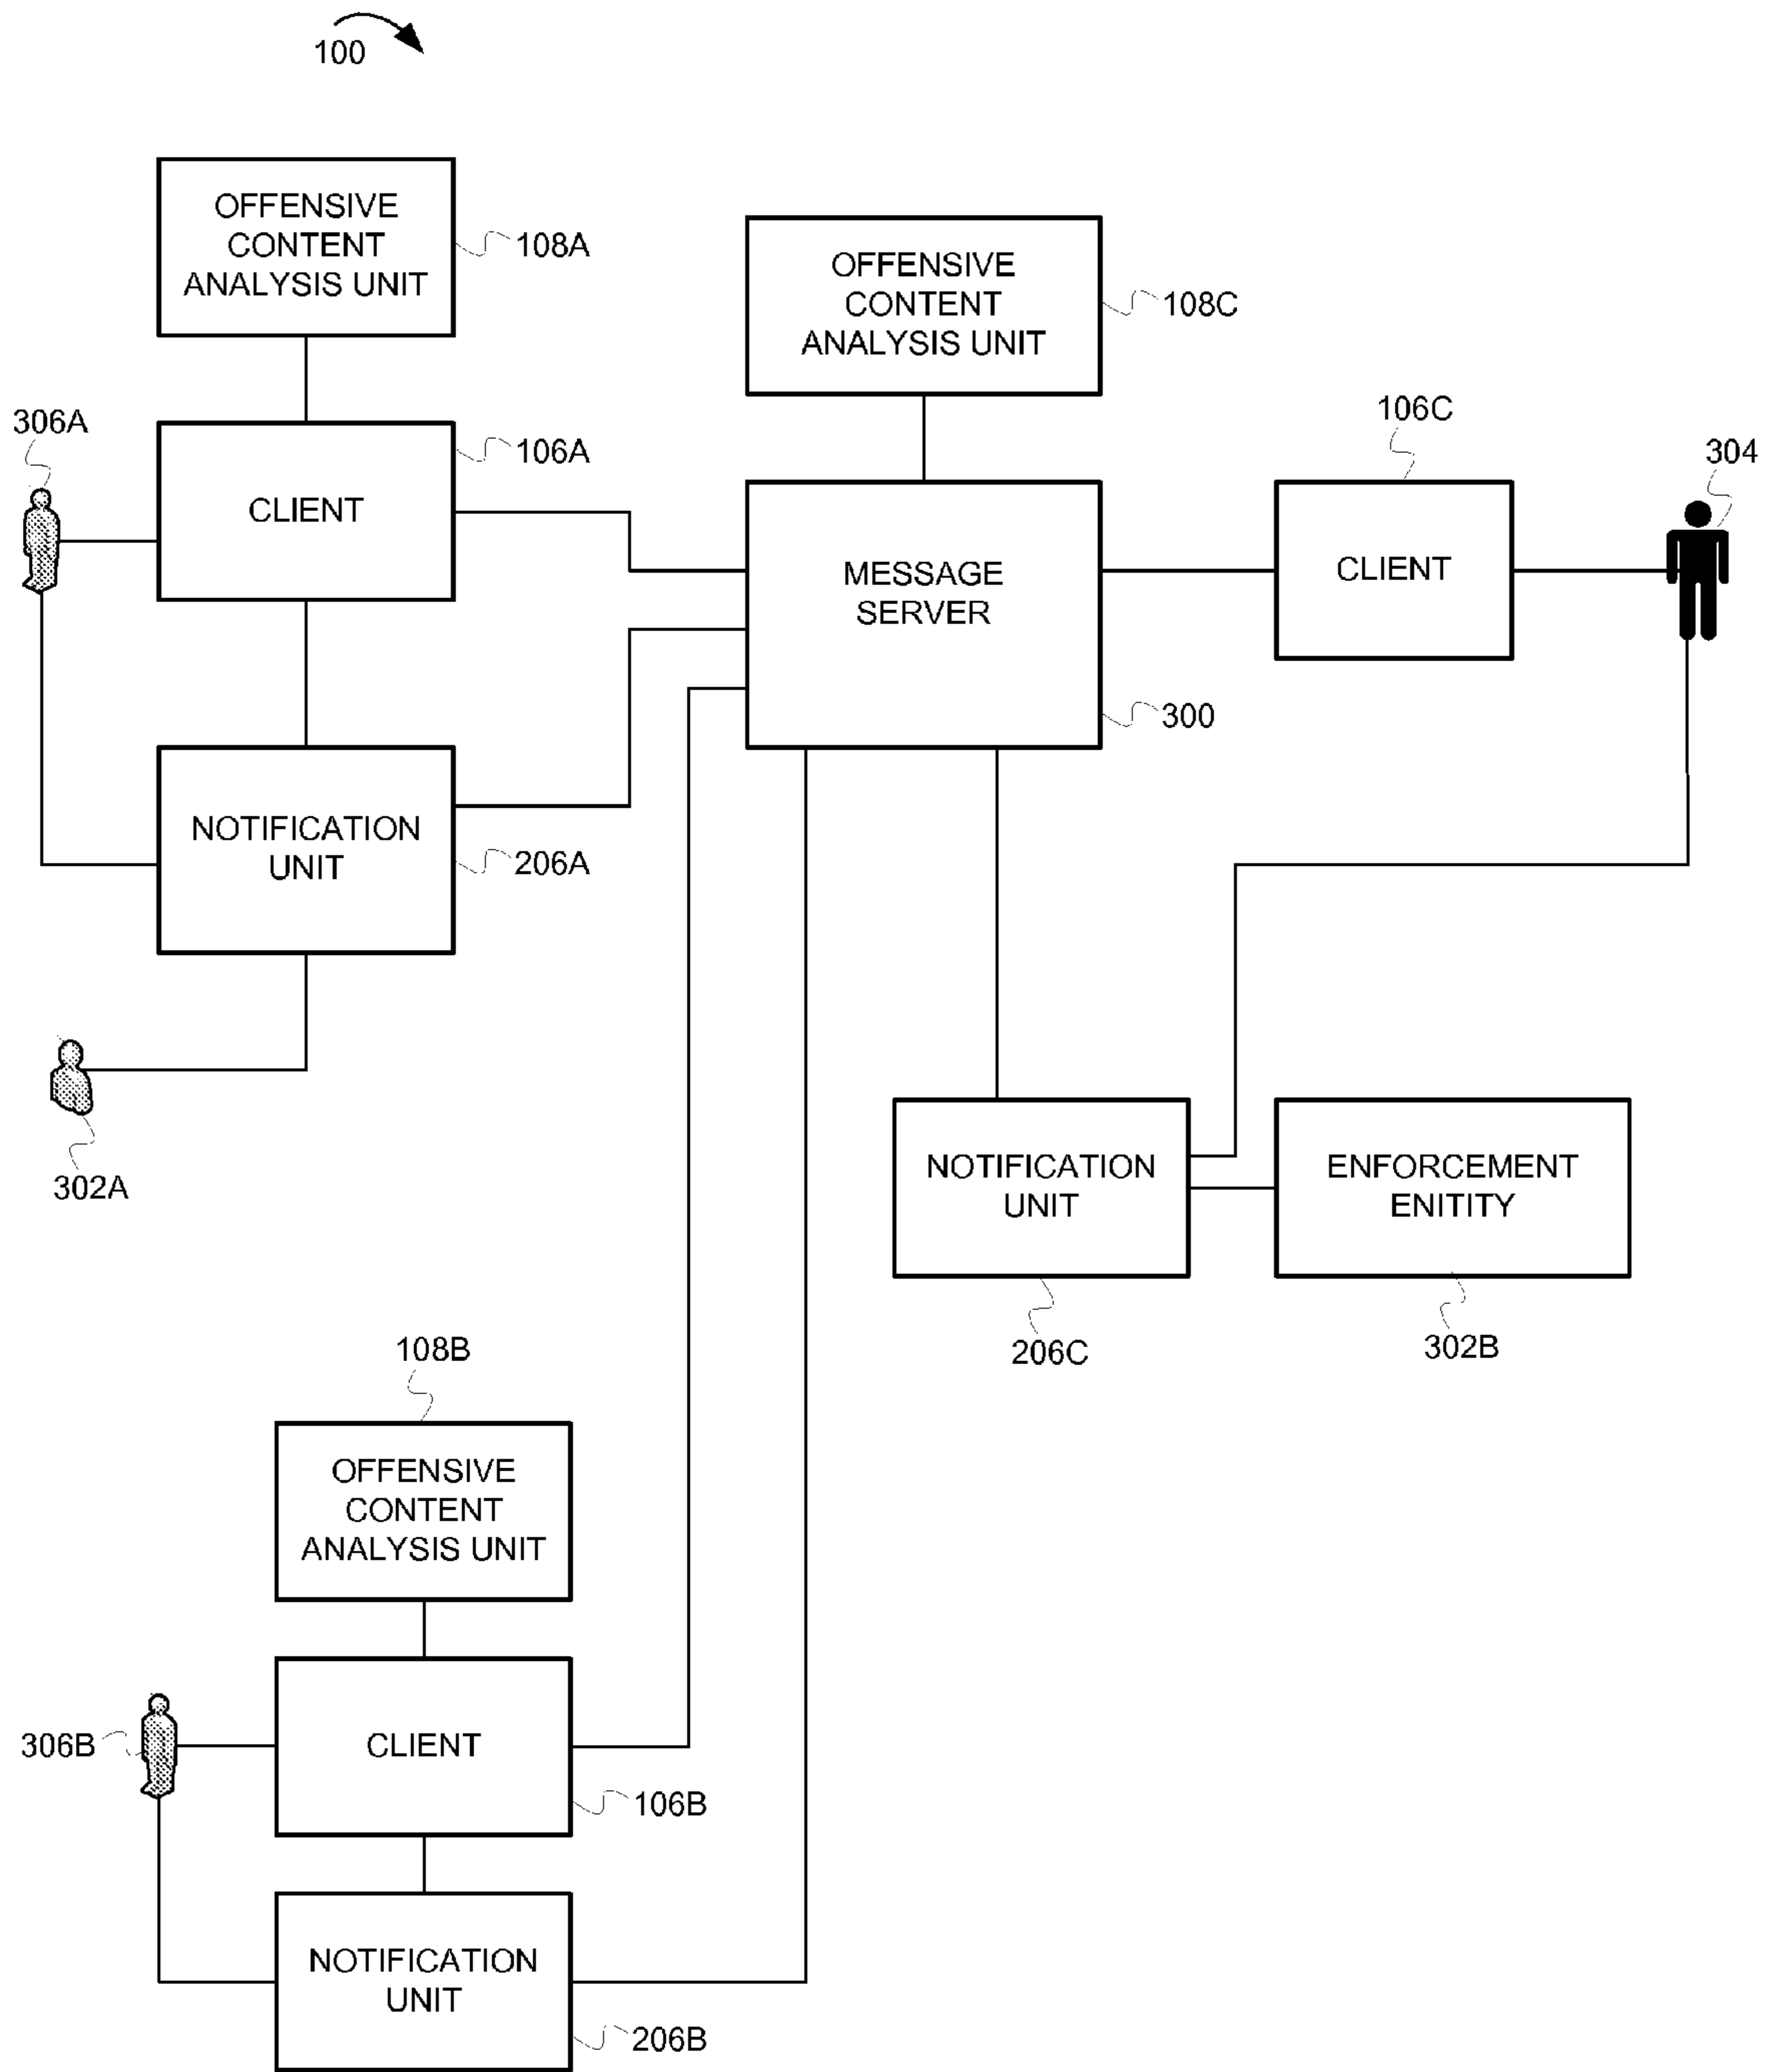 100
OFFENSIVE
CONTENT
ANALYSIS UNIT
108A
OFFENSIVE
CONTENT
ANALYSIS UNIT
108C
306A
CLIENT
106A
MESSAGE
SERVER
300
106C
CLIENT
304
NOTIFICATION
UNIT
206A
302A
NOTIFICATION
UNIT
206C
ENFORCEMENT
ENITITY
302B
108B
OFFENSIVE
CONTENT
ANALYSIS UNIT
306B
CLIENT
106B
NOTIFICATION
UNIT
206B